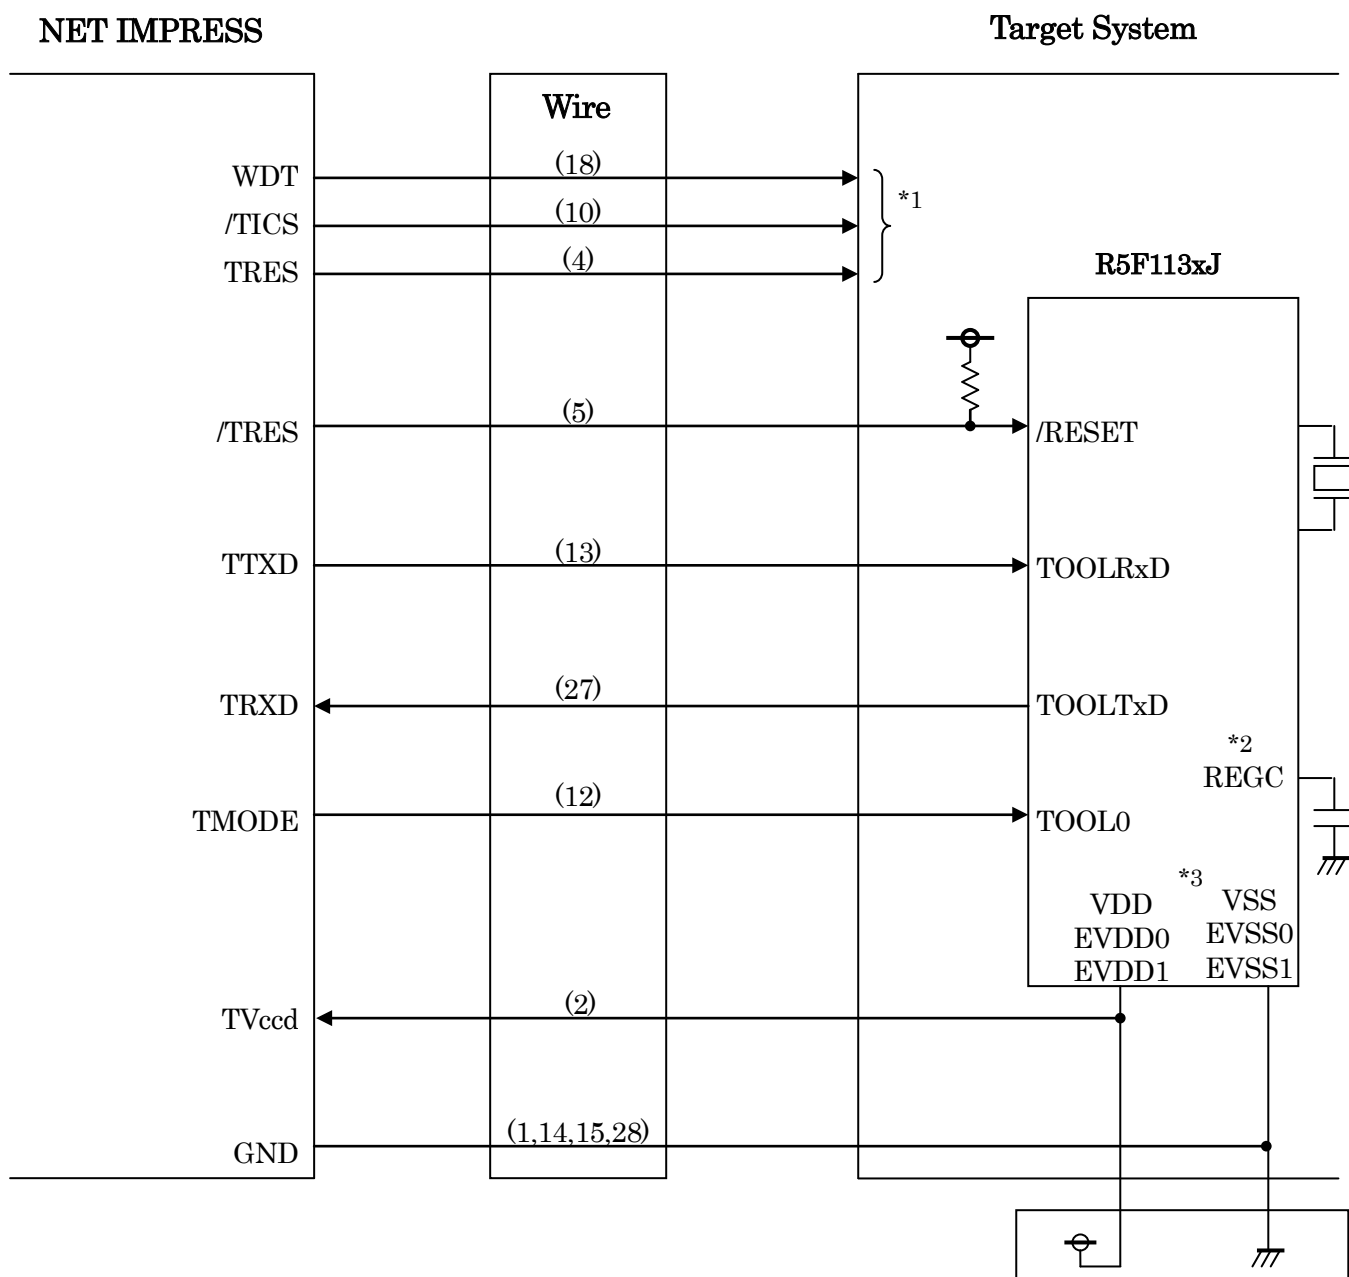 NET IMPRESS
Target System
Wire
WDT
(18)
*1
/TICS
(10)
TRES
(4)
R5F113xJ
/TRES
(5)
/RESET
TTXD
(13)
TOOLRxD
TRXD
(27)
TOOLTxD
*2
REGC
TMODE
(12)
TOOL0
*3
VDD
VSS
EVDD0
EVSS0
EVDD1
EVSS1
TVccd
(2)
GND
(1,14,15,28)